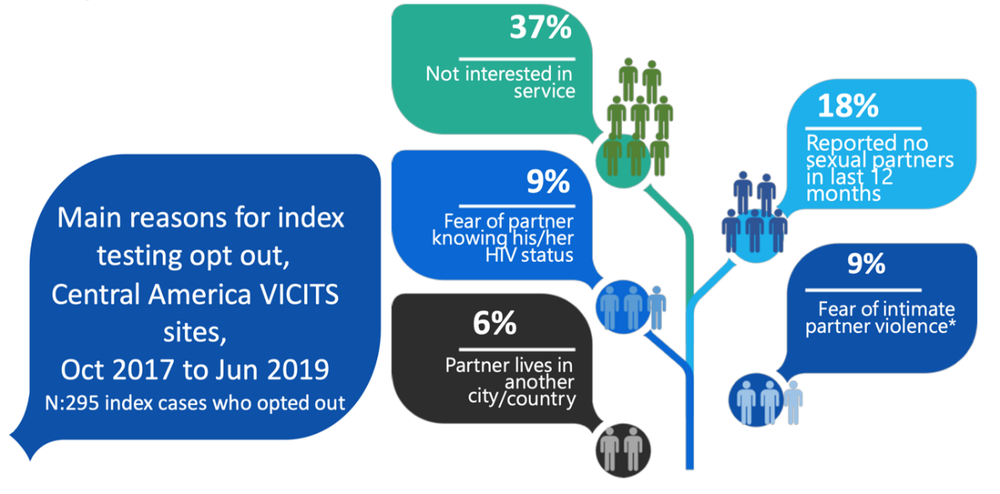 Main reasons for index
testing opt out,
Central America VICITS
sites,
Oct 2017 to Jun 2019
N:295 index cases who opted out
37%
Not interested in
service
9%
Fear of partner
knowing his/her
HIV status
6%
Partner lives in
another
city/country
18%
Reported no
sexual partners
in last 12
months
9%
Fear of intimate
partner violence*